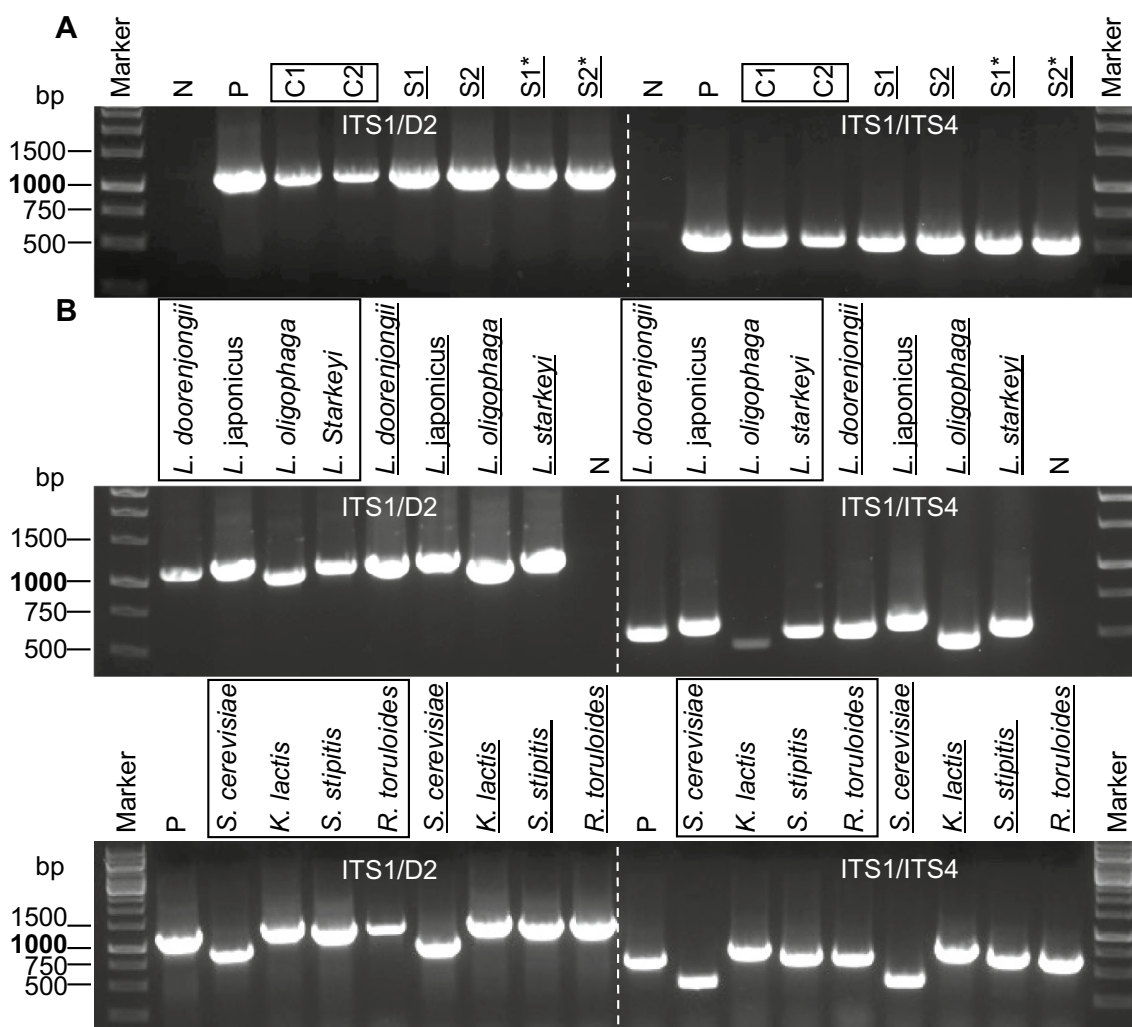 A
bp
Marker
N
P
C1
C2
S1
S2
S1*
S2*
N
P
C1
C2
S1
S2
S1*
S2*
Marker
ITS1/D2
ITS1/ITS4
1500
1000
750
500
B
bp
L. doorenjongii
L. japonicus
L. oligophaga
L. Starkeyi
L. doorenjongii
L. japonicus
L. oligophaga
L. starkeyi
N
L. doorenjongii
L. japonicus
L. oligophaga
L. starkeyi
L. doorenjongii
L. japonicus
L. oligophaga
L. starkeyi
N
ITS1/D2
ITS1/ITS4
1500
1000
750
500
bp
Marker
P
S. cerevisiae
K. lactis
S. stipitis
R. toruloides
S. cerevisiae
K. lactis
S. stipitis
R. toruloides
P
S. cerevisiae
K. lactis
S. stipitis
R. toruloides
S. cerevisiae
K. lactis
S. stipitis
R. toruloides
Marker
ITS1/D2
ITS1/ITS4
1500
1000
750
500